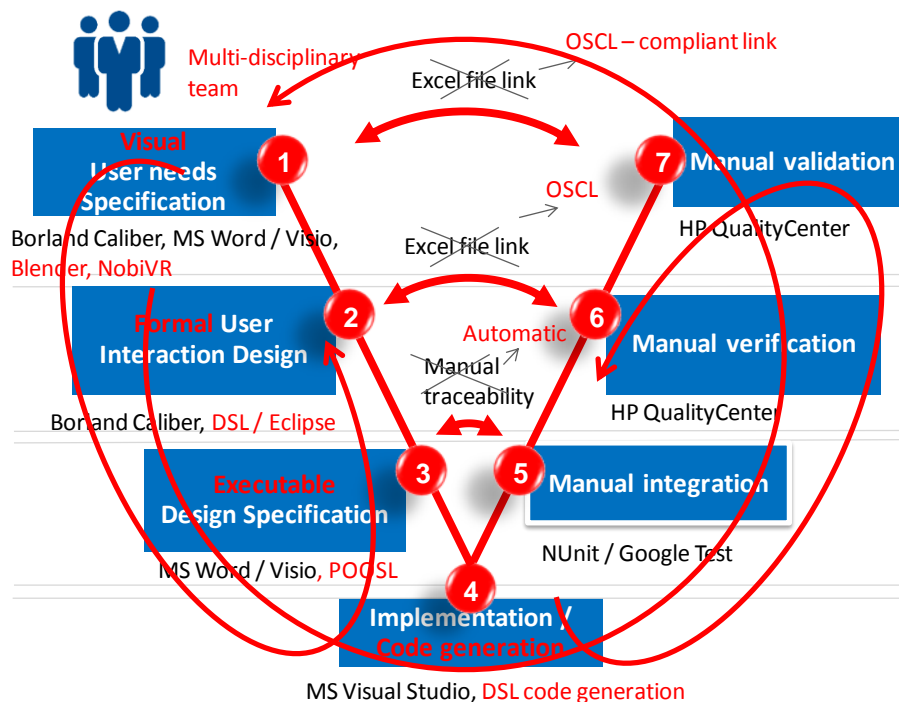 OSCL – compliant link
Multi-disciplinary
team
Excel file link
Visual
User needs
Specification
1
7
Manual validation
OSCL
Borland Caliber, MS Word / Visio,
Blender, NobiVR
HP QualityCenter
Excel file link
2
6
Formal User
Interaction Design
Automatic
Manual verification
Manual
traceability
Borland Caliber, DSL / Eclipse
HP QualityCenter
3
5
Executable
Design Specification
Manual integration
MS Word / Visio, POOSL
NUnit / Google Test
4
Implementation /
Code generation
MS Visual Studio, DSL code generation